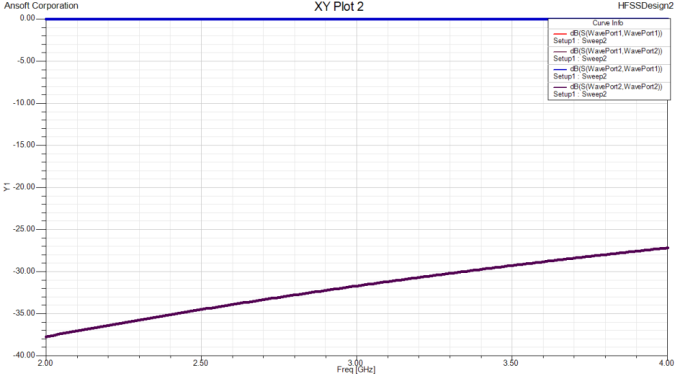 Ansoft Corporation
XY Plot 2
HFSSDesign2
Curve Info
dB(S(WavePort1,WavePort1))
Setup1 : Sweep2
dB(S(WavePort1,WavePort2))
Setup1 : Sweep2
dB(S(WavePort2,WavePort1))
Setup1 : Sweep2
dB(S(WavePort2,WavePort2))
Setup1 : Sweep2
0.00
-5.00
-10.00
-15.00
-20.00
-25.00
-30.00
-35.00
-40.00
Y1
2.00
2.50
3.00
3.50
4.00
Freq [GHz]